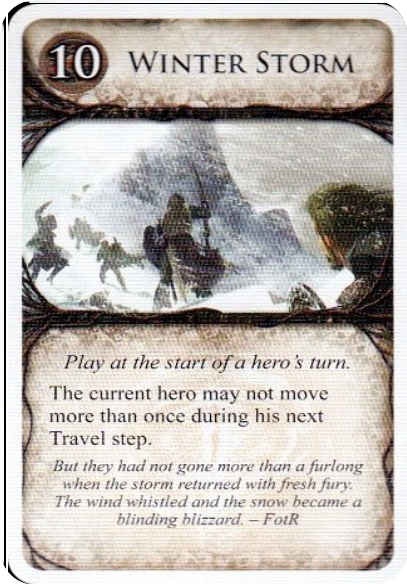 10 WINTER STORM
Play at the start of a hero's turn.
The current hero may not move
more than once during his next
Travel step.
But they had not gone more than a furlong
when the storm returned with fresh fury.
The wind whistled and the snow became a
blinding blizzard. – FotR